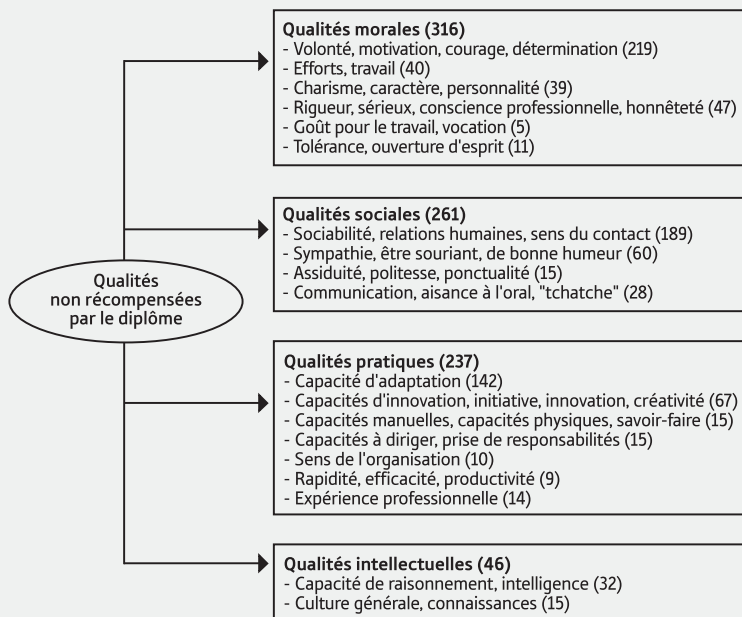 Qualités morales (316)
- Volonté, motivation, courage, détermination (219)
- Efforts, travail (40)
- Charisme, caractère, personnalité (39)
- Rigueur, sérieux, conscience professionnelle, honnêteté (47)
- Goût pour le travail, vocation (5)
- Tolérance, ouverture d'esprit (11)
Qualités sociales (261)
- Sociabilité, relations humaines, sens du contact (189)
- Sympathie, être souriant, de bonne humeur (60)
- Assiduité, politesse, ponctualité (15)
- Communication, aisance à l'oral, "tchatche" (28)
Qualités
non récompensées
par le diplôme
Qualités pratiques (237)
- Capacité d'adaptation (142)
- Capacités d'innovation, initiative, innovation, créativité (67)
- Capacités manuelles, capacités physiques, savoir-faire (15)
- Capacités à diriger, prise de responsabilités (15)
- Sens de l'organisation (10)
- Rapidité, efficacité, productivité (9)
- Expérience professionnelle (14)
Qualités intellectuelles (46)
- Capacité de raisonnement, intelligence (32)
- Culture générale, connaissances (15)